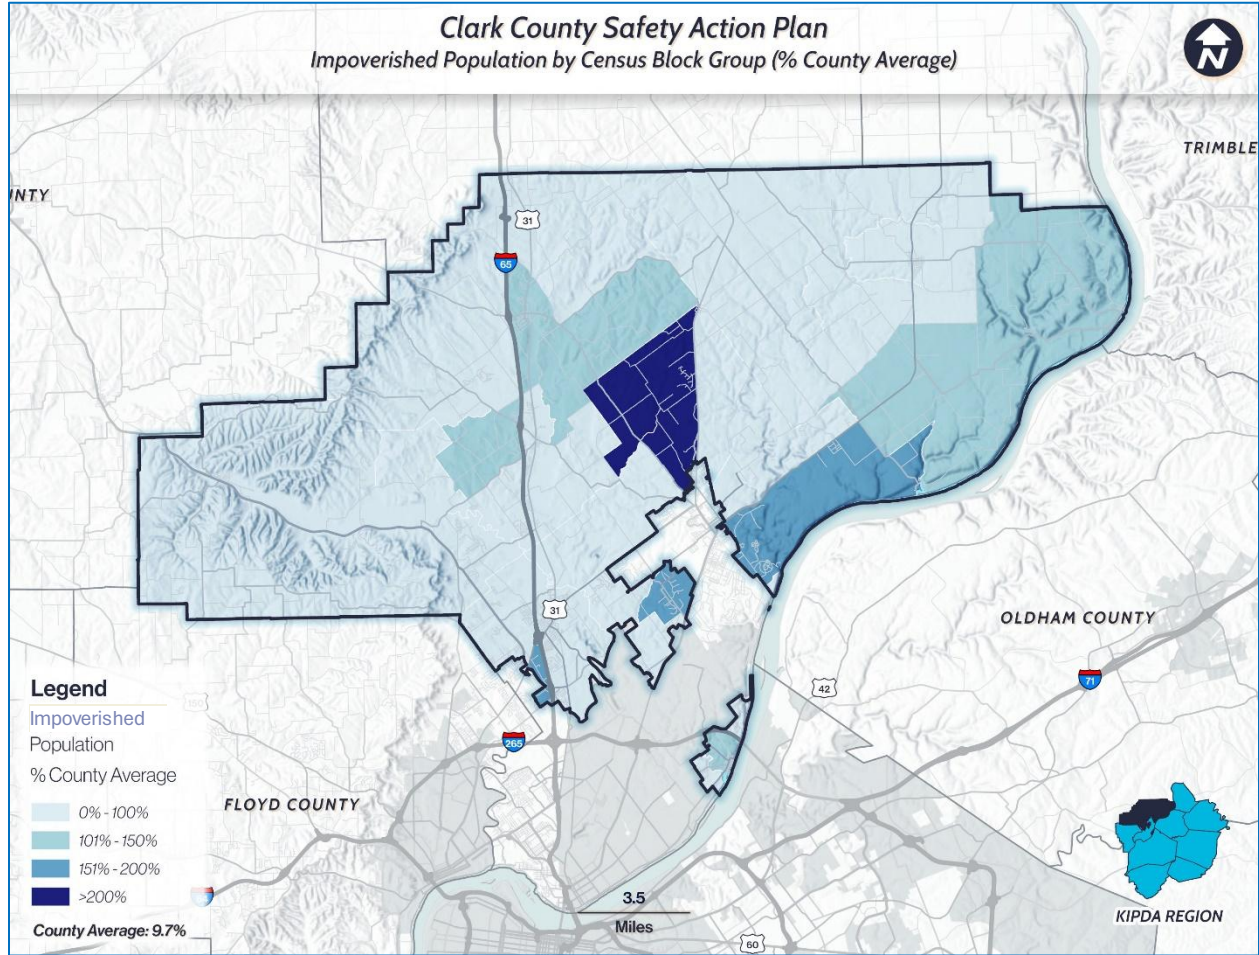 Clark County Safety Action Plan
Impoverished Population by Census Block Group (% County Average)
N
TRIMBLE
UNTY
31
65
31
OLDHAM COUNTY
42
71
265
FLOYD COUNTY
Legend
Impoverished
Population
% County Average
0% - 100%
101% - 150%
151% - 200%
>200%
County Average: 9.7%
3.5
Miles
60
KIPDA REGION